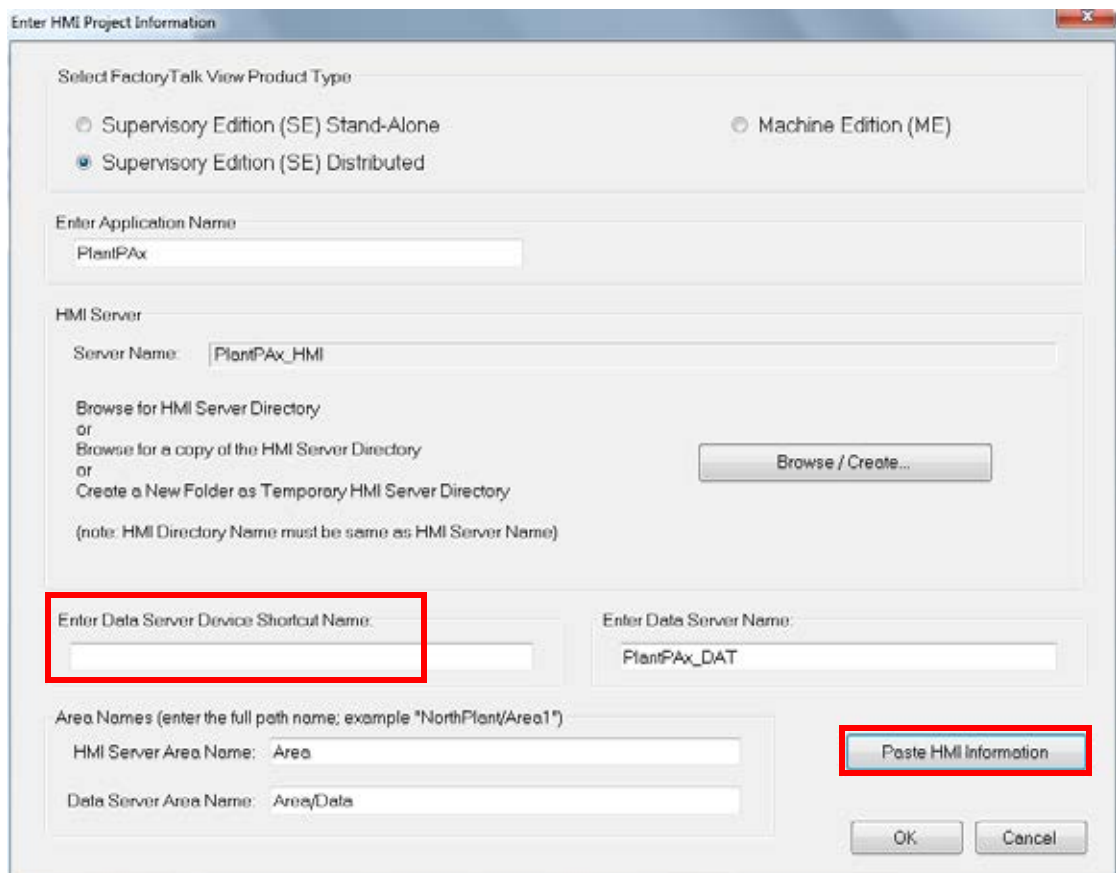 Enter HMI Project Information
Select FactoryTalk View Product Type
Supervisory Edition (SE) Stand-Alone
Machine Edition (ME)
Supervisory Edition (SE) Distributed
Enter Application Name
PlantPAx
HMI Server
Server Name: PlantPAx_HMI
Browse for HMI Server Directory
or
Browse for a copy of the HMI Server Directory
or
Create a New Folder as Temporary HMI Server Directory
Browse / Create...
(note: HMI Directory Name must be same as HMI Server Name)
Enter Data Server Device Shortcut Name:
Enter Data Server Name:
PlantPAx_DAT
Area Names (enter the full path name; example "NorthPlant/Area1")
HMI Server Area Name: Area
Paste HMI Information
Data Server Area Name: Area/Data
OK
Cancel